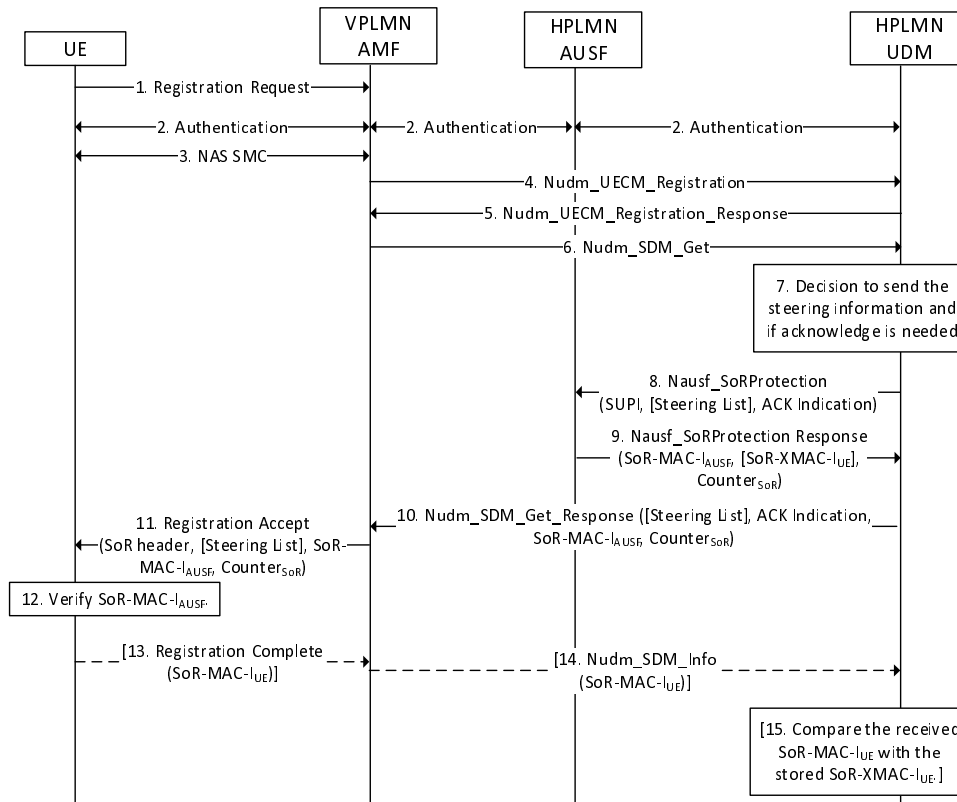 UE
VPLMN
AMF
HPLMN
AUSF
HPLMN
UDM
1. Registration Request
2. Authentication
2. Authentication
2. Authentication
3. NAS SMC
4. Nudm_UECM_Registration
5. Nudm_UECM_Registration_Response
6. Nudm_SDM_Get
7. Decision to send the
steering information and
if acknowledge is needed
8. Nausf_SoRProtection
(SUPI, [Steering List], ACK Indication)
9. Nausf_SoRProtection Response
(SoR-MAC-IAUSF, [SoR-XMAC-IUE],
CounterSoR)
10. Nudm_SDM_Get_Response ([Steering List], ACK Indication,
SoR-MAC-IAUSF, CounterSoR)
11. Registration Accept
(SoR header, [Steering List], SoR-
MAC-IAUSF, CounterSoR)
12. Verify SoR-MAC-IAUSF.
[13. Registration Complete
(SoR-MAC-IUE)]
[14. Nudm_SDM_Info
(SoR-MAC-IUE)]
[15. Compare the received
SoR-MAC-IUE with the
stored SoR-XMAC-IUE.]